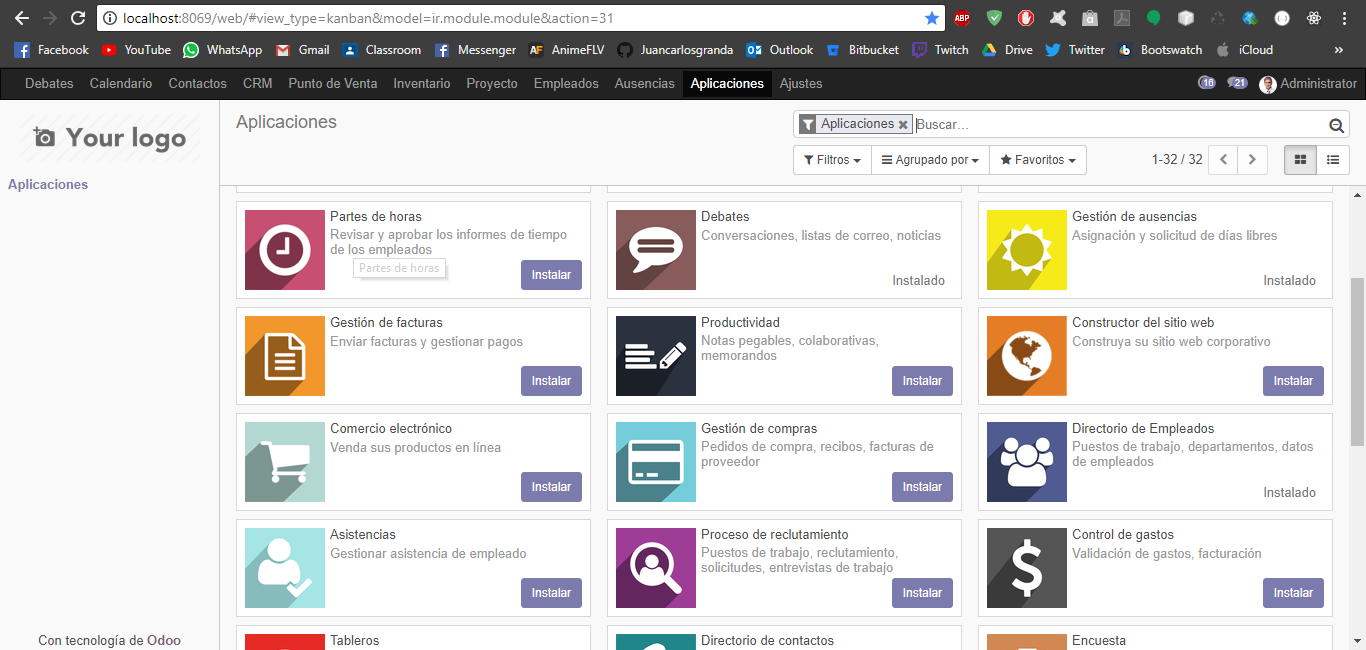 localhost:8069/web/#view_type=kanban&model=ir.module.module&action=31
ABP
Facebook YouTube WhatsApp Gmail Classroom Messenger AF AnimeFLV Juancarlosgranda Outlook Bitbucket Twitch Drive Twitter Bootswatch iCloud »
Debates Calendario Contactos CRM Punto de Venta Inventario Proyecto Empleados Ausencias Aplicaciones Ajustes 16 21 Administrator
Your logo
Aplicaciones
Aplicaciones
Aplicaciones Buscar...
Filtros Agrupado por Favoritos 1-32 / 32
Partes de horas
Revisar y aprobar los informes de tiempo
de los empleados
Partes de horas
Instalar
Debates
Conversaciones, listas de correo, noticias
Instalado
Gestión de ausencias
Asignación y solicitud de días libres
Instalado
Gestión de facturas
Enviar facturas y gestionar pagos
Instalar
Productividad
Notas pegables, colaborativas,
memorandos
Instalar
Constructor del sitio web
Construya su sitio web corporativo
Instalar
Comercio electrónico
Venda sus productos en línea
Instalar
Gestión de compras
Pedidos de compra, recibos, facturas de
proveedor
Instalar
Directorio de Empleados
Puestos de trabajo, departamentos, datos
de empleados
Instalado
Asistencias
Gestionar asistencia de empleado
Instalar
Proceso de reclutamiento
Puestos de trabajo, reclutamiento,
solicitudes, entrevistas de trabajo
Instalar
Control de gastos
Validación de gastos, facturación
Instalar
Tableros
Directorio de contactos
Encuesta
Con tecnología de Odoo